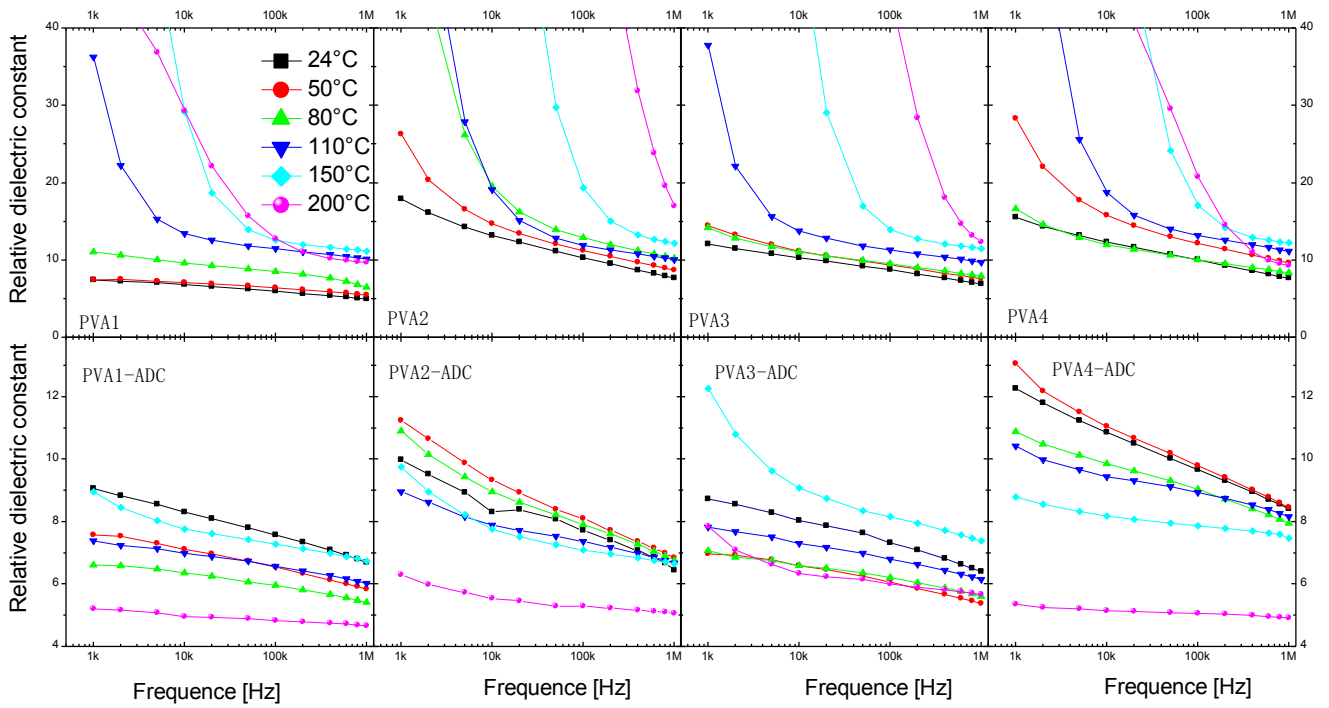 1k 10k 100k 1M 1k 10k 100k 1M 1k 10k 100k 1M 1k 10k 100k 1M
40 40
30 30
20 20
10 10
0 0
Relative dielectric constant
24°C
50°C
80°C
110°C
150°C
200°C
PVA1 PVA2 PVA3 PVA4
PVA1-ADC PVA2-ADC PVA3-ADC PVA4-ADC
Relative dielectric constant
12 12
10 10
8 8
6 6
4 4
1k 10k 100k 1M 1k 10k 100k 1M 1k 10k 100k 1M 1k 10k 100k 1M
Frequence [Hz] Frequence [Hz] Frequence [Hz] Frequence [Hz]